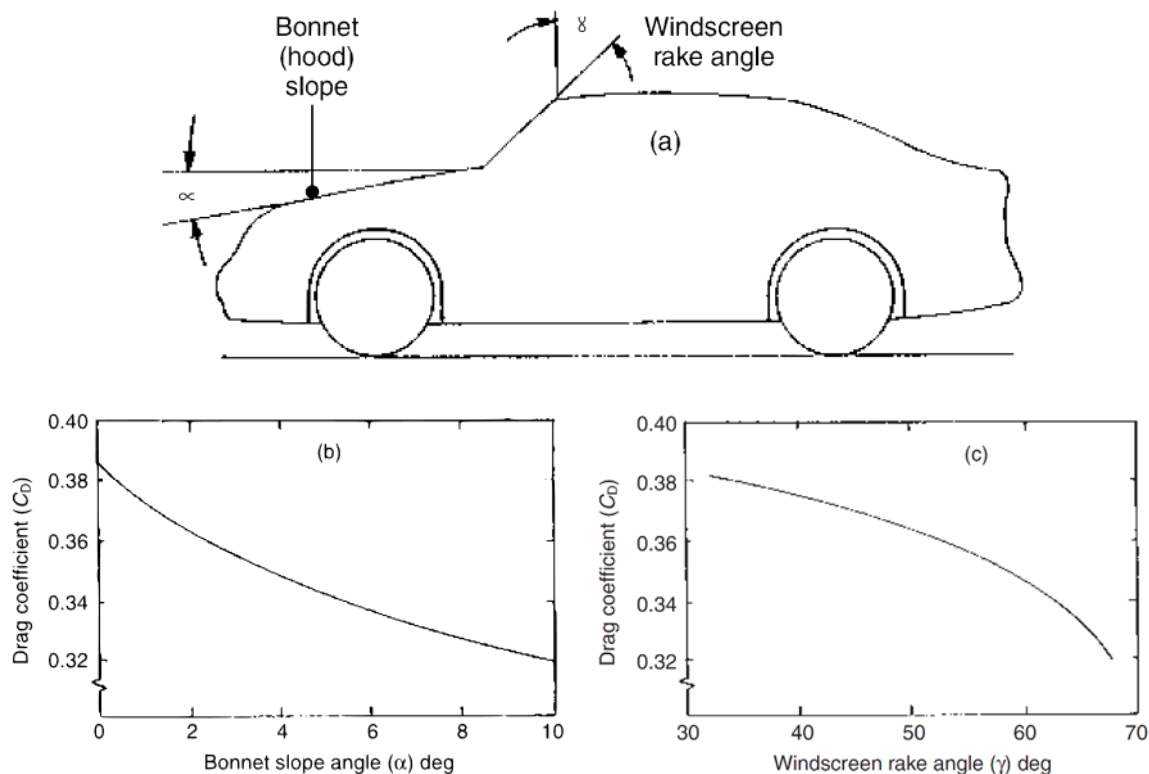 Bonnet
(hood)
slope
ɣ
Windscreen
rake angle
(a)
∝
0.40
0.38
0.36
0.34
0.32
Drag coefficient (C_D)
(b)
0
2
4
6
8
10
Bonnet slope angle (α) deg
0.40
0.38
0.36
0.34
0.32
Drag coefficient (C_D)
(c)
30
40
50
60
70
Windscreen rake angle (γ) deg